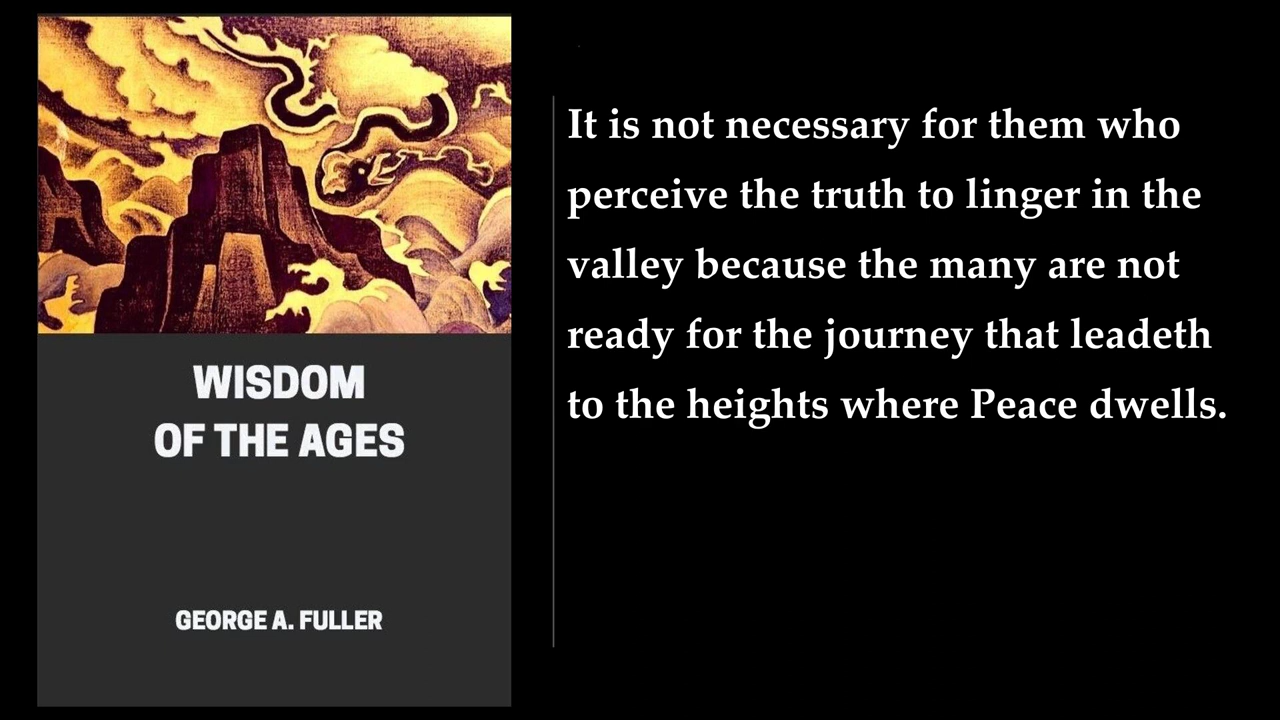 WISDOM
OF THE AGES
GEORGE A. FULLER
It is not necessary for them who
perceive the truth to linger in the
valley because the many are not
ready for the journey that leadeth
to the heights where Peace dwells.